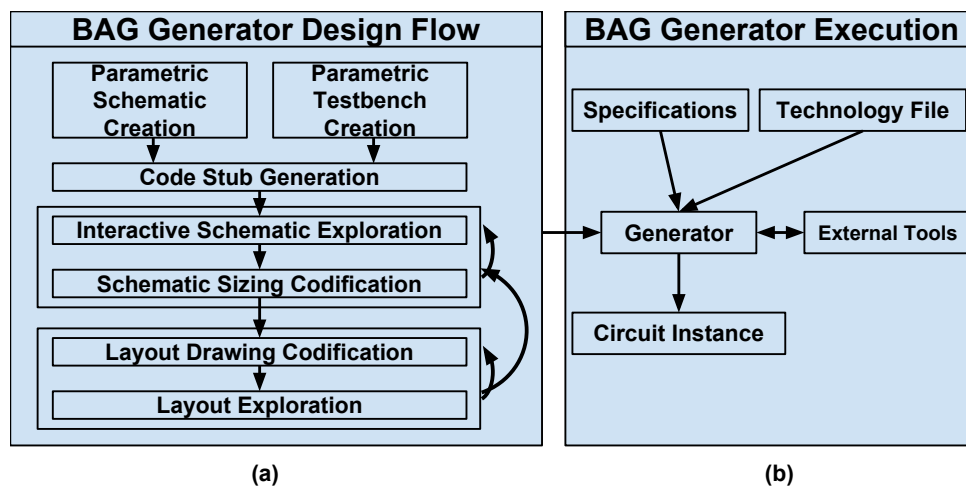 BAG Generator Design Flow
Parametric
Schematic
Creation
Parametric
Testbench
Creation
Code Stub Generation
Interactive Schematic Exploration
Schematic Sizing Codification
Layout Drawing Codification
Layout Exploration
(a)
BAG Generator Execution
Specifications
Technology File
Generator
External Tools
Circuit Instance
(b)